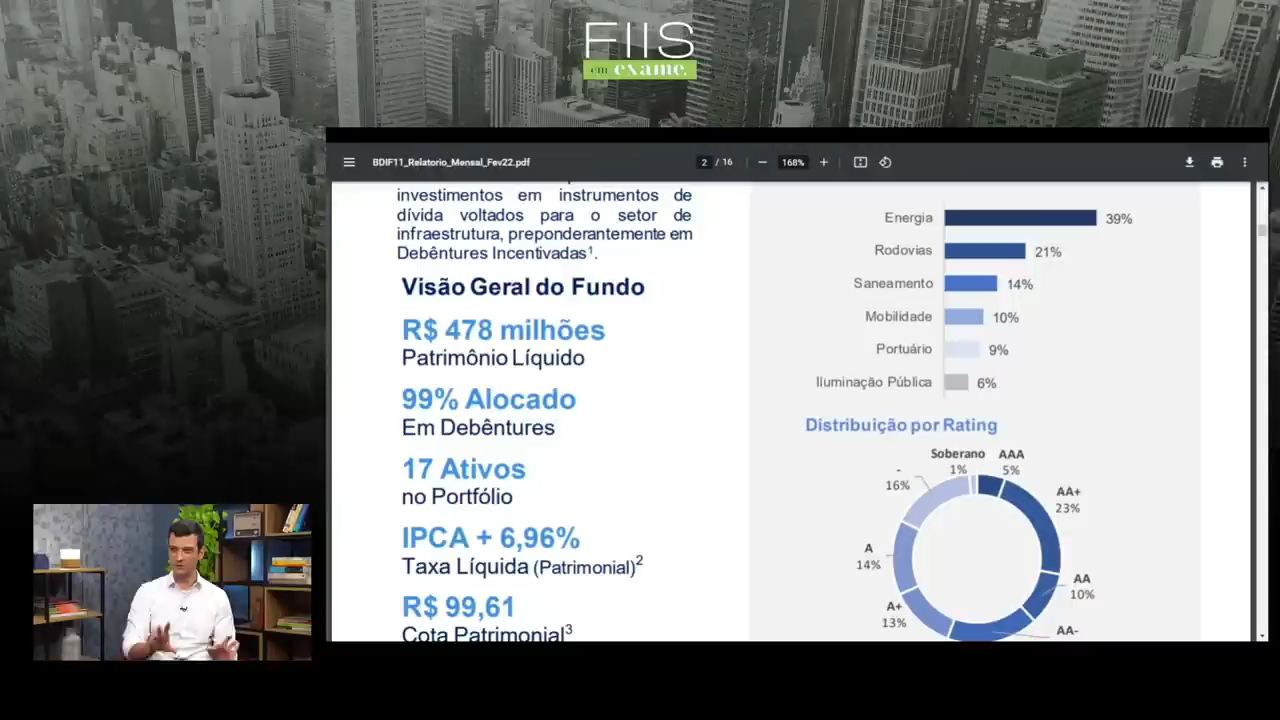 FIIS
em exame.
BDIF11_Relatorio_Mensal_Fev22.pdf
2 / 16
168%
investimentos em instrumentos de
dívida voltados para o setor de
infraestrutura, preponderantemente em
Debêntures Incentivadas¹.
Visão Geral do Fundo
R$ 478 milhões
Patrimônio Líquido
99% Alocado
Em Debêntures
17 Ativos
no Portfólio
IPCA + 6,96%
Taxa Líquida (Patrimonial)²
R$ 99,61
Cota Patrimonial³
Energia 39%
Rodovias 21%
Saneamento 14%
Mobilidade 10%
Portuário 9%
Iluminação Pública 6%
Distribuição por Rating
Soberano
1%
AAA
5%
-
16%
AA+
23%
A
14%
AA
10%
A+
13%
AA-